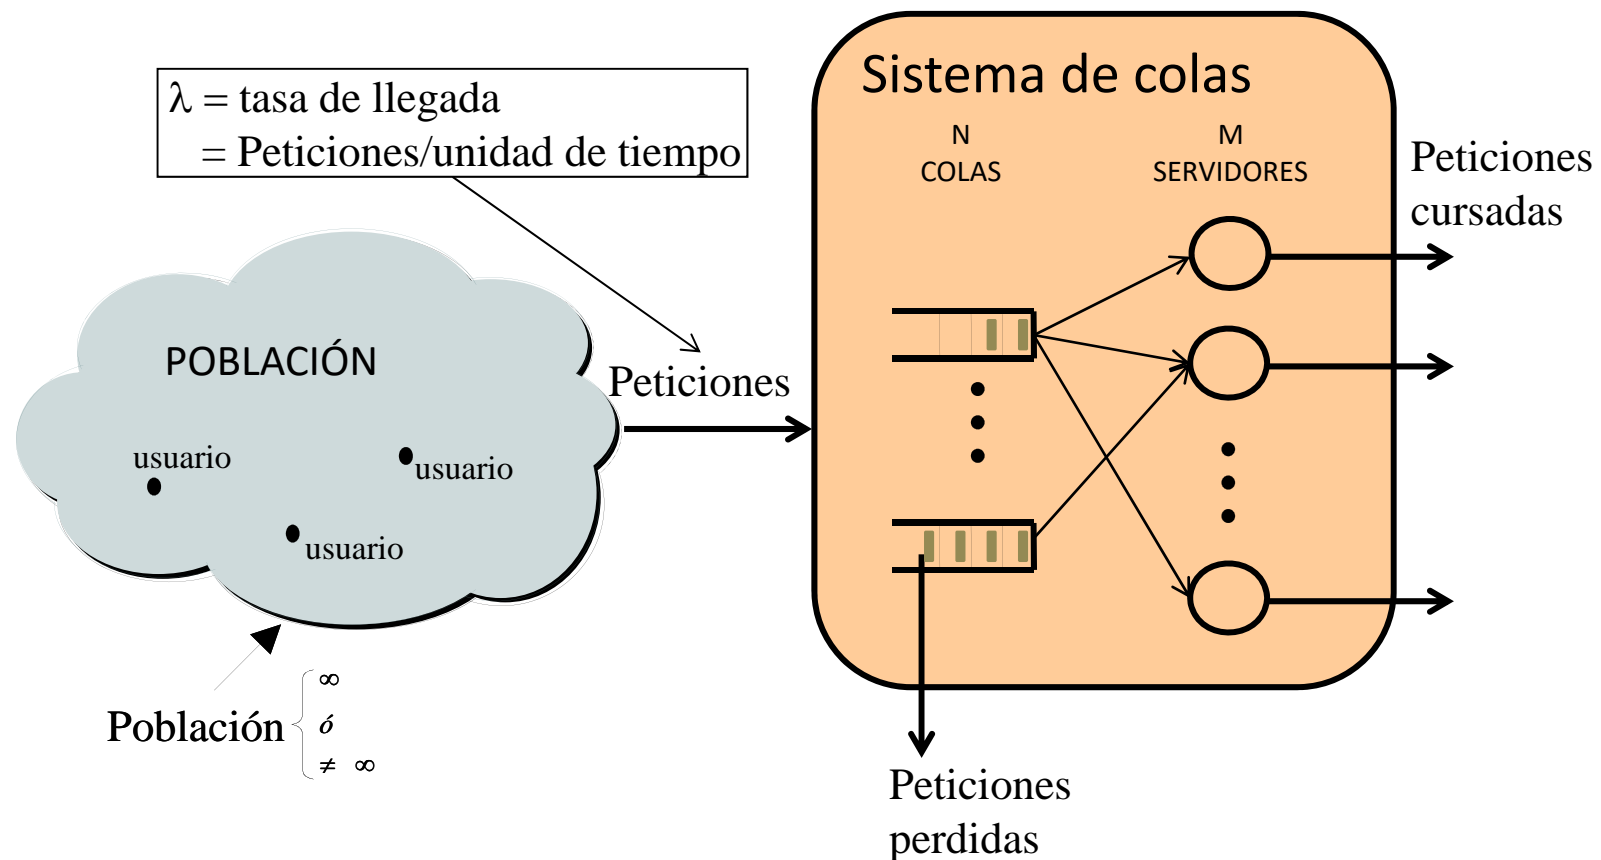 λ = tasa de llegada
= Peticiones/unidad de tiempo
Sistema de colas
N
COLAS
M
SERVIDORES
Peticiones
cursadas
POBLACIÓN
Peticiones
usuario
usuario
usuario
Población
∞
ó
≠ ∞
Peticiones
perdidas